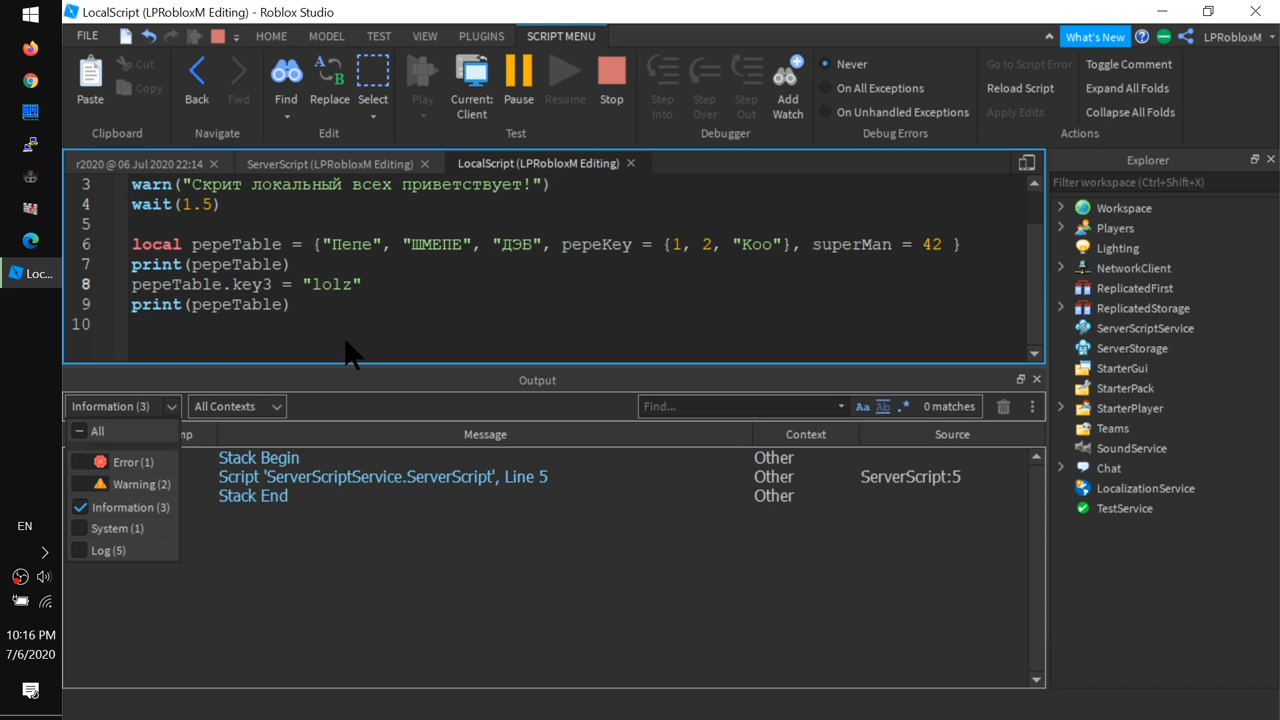 LocalScript (LPRobloxM Editing) - Roblox Studio
FILE HOME MODEL TEST VIEW PLUGINS SCRIPT MENU What's New LPRobloxM
Paste Cut Copy Back Fwd Find Replace Select Play Current: Client Pause Resume Stop Step Into Step Over Step Out Add Watch
Never
On All Exceptions
On Unhandled Exceptions
Go to Script Error
Reload Script
Apply Edits
Toggle Comment
Expand All Folds
Collapse All Folds
Clipboard Navigate Edit Test Debugger Debug Errors Actions
r2020 @ 06 Jul 2020 22:14 ServerScript (LPRobloxM Editing) LocalScript (LPRobloxM Editing)
3 warn("Скрит локальный всех приветствует!")
4 wait(1.5)
5
6 local pepeTable = {"Пепе", "ШМЕПЕ", "ДЭБ", pepeKey = {1, 2, "Коо"}, superMan = 42 }
7 print(pepeTable)
8 pepeTable.key3 = "lolz"
9 print(pepeTable)
10
Output
Information (3) All Contexts Find... Aa Ab .* 0 matches
All
Error (1)
Warning (2)
Information (3)
System (1)
Log (5)
mp Message Context Source
Stack Begin Other
Script 'ServerScriptService.ServerScript', Line 5 Other ServerScript:5
Stack End Other
Explorer
Filter workspace (Ctrl+Shift+X)
Workspace
Players
Lighting
NetworkClient
ReplicatedFirst
ReplicatedStorage
ServerScriptService
ServerStorage
StarterGui
StarterPack
StarterPlayer
Teams
SoundService
Chat
LocalizationService
TestService
Loc...
EN
10:16 PM
7/6/2020